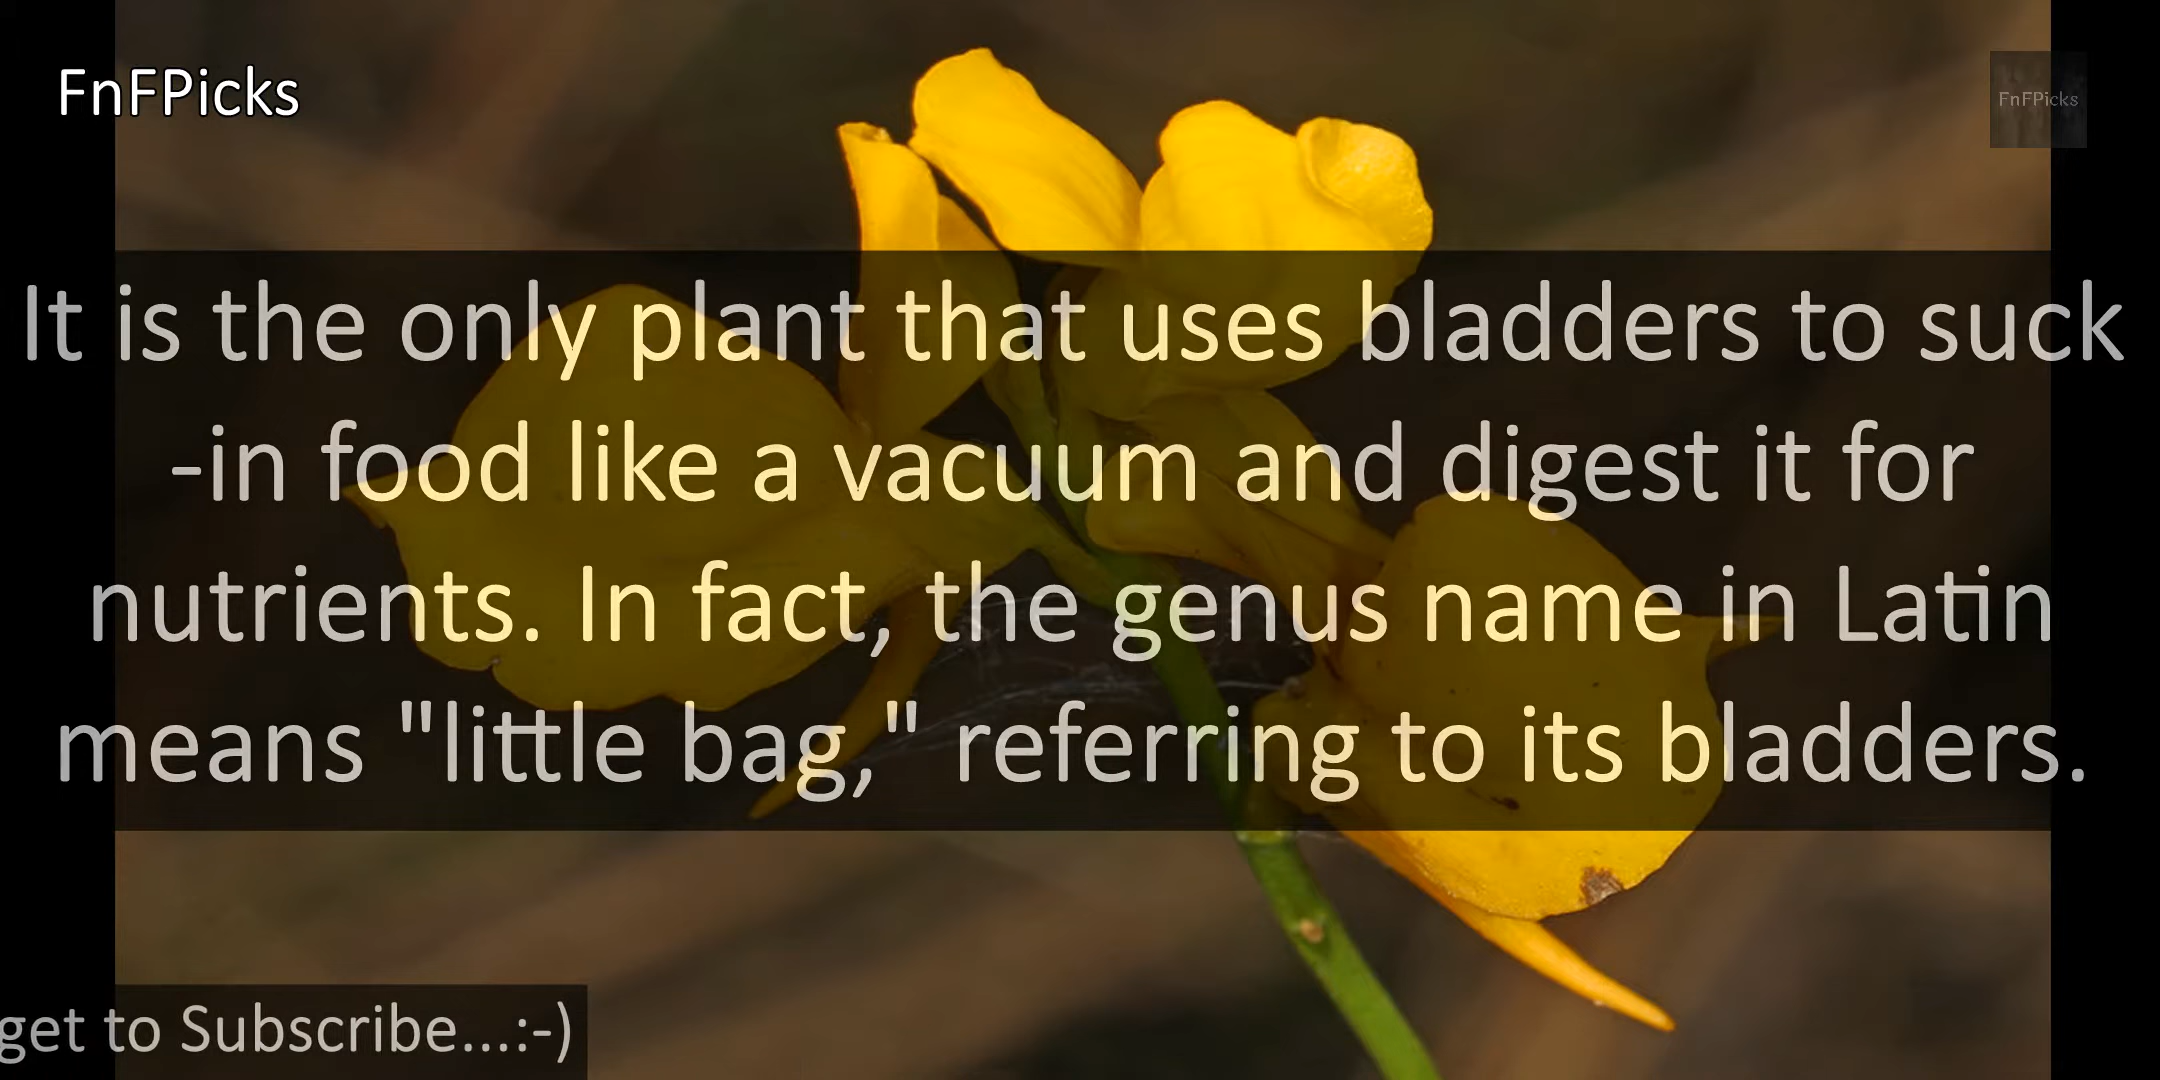 FnFPicks
FnFPicks
It is the only plant that uses bladders to suck
-in food like a vacuum and digest it for
nutrients. In fact, the genus name in Latin
means "little bag," referring to its bladders.
get to Subscribe...:-)